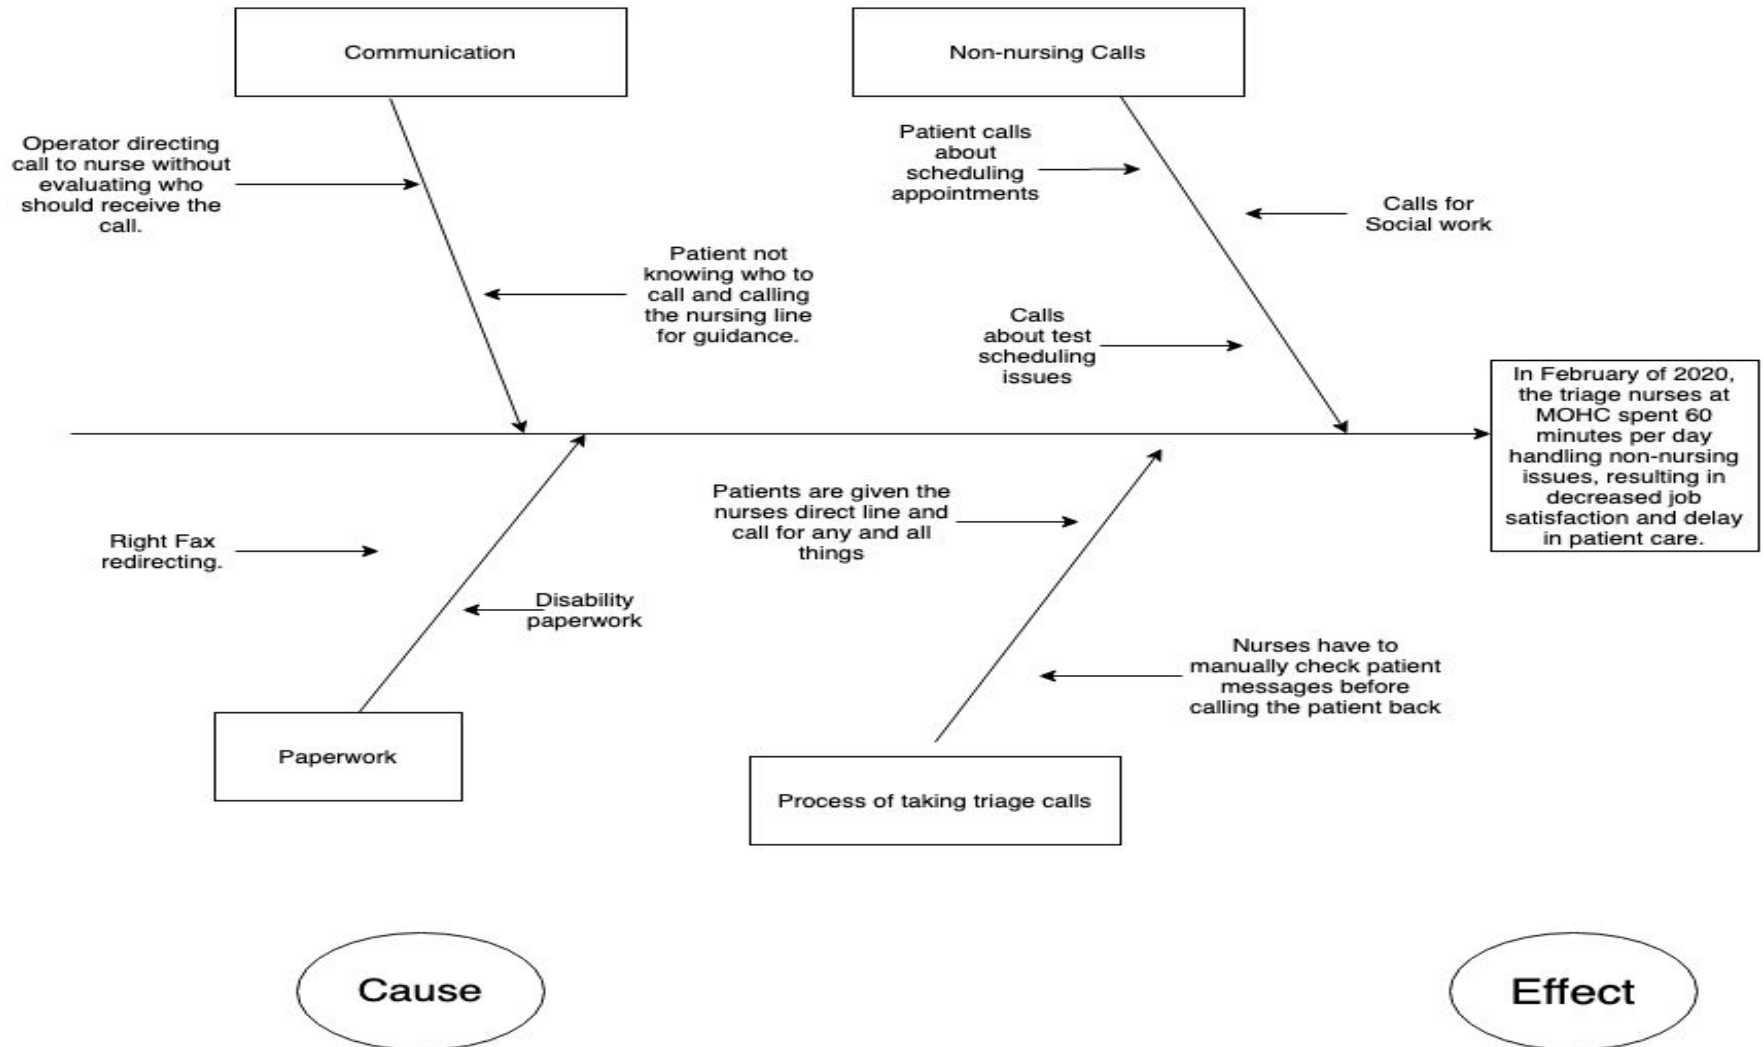 Communication
Non-nursing Calls
Operator directing
call to nurse without
evaluating who
should receive the
call.
Patient not
knowing who to
call and calling
the nursing line
for guidance.
Patient calls
about
scheduling
appointments
Calls for
Social work
Calls
about test
scheduling
issues
In February of 2020,
the triage nurses at
MOHC spent 60
minutes per day
handling non-nursing
issues, resulting in
decreased job
satisfaction and delay
in patient care.
Right Fax
redirecting.
Disability
paperwork
Patients are given the
nurses direct line and
call for any and all
things
Nurses have to
manually check patient
messages before
calling the patient back
Paperwork
Process of taking triage calls
Cause
Effect